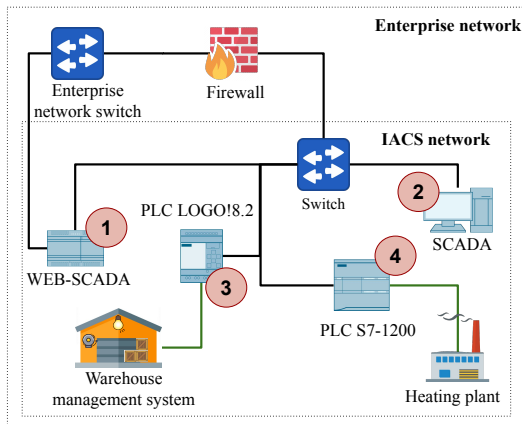 Enterprise network
Enterprise
network switch
Firewall
IACS network
Switch
1
PLC LOGO!8.2
2
WEB-SCADA
3
4
SCADA
PLC S7-1200
Warehouse
management system
Heating plant